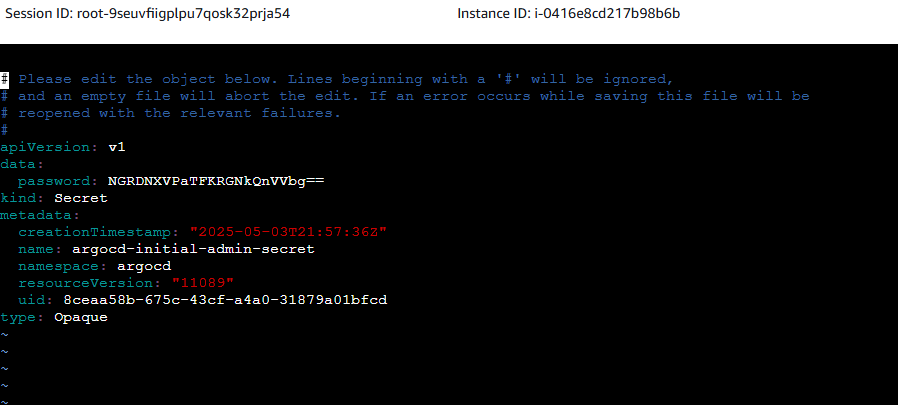 Session ID: root-9seuvfiigplpu7qosk32prja54 Instance ID: i-0416e8cd217b98b6b
# Please edit the object below. Lines beginning with a '#' will be ignored,
# and an empty file will abort the edit. If an error occurs while saving this file will be
# reopened with the relevant failures.
#
apiVersion: v1
data:
  password: NGRDNXVPaTFKRGNkQnVVbg==
kind: Secret
metadata:
  creationTimestamp: "2025-05-03T21:57:36Z"
  name: argocd-initial-admin-secret
  namespace: argocd
  resourceVersion: "11089"
  uid: 8ceaa58b-675c-43cf-a4a0-31879a01bfcd
type: Opaque
~
~
~
~
~